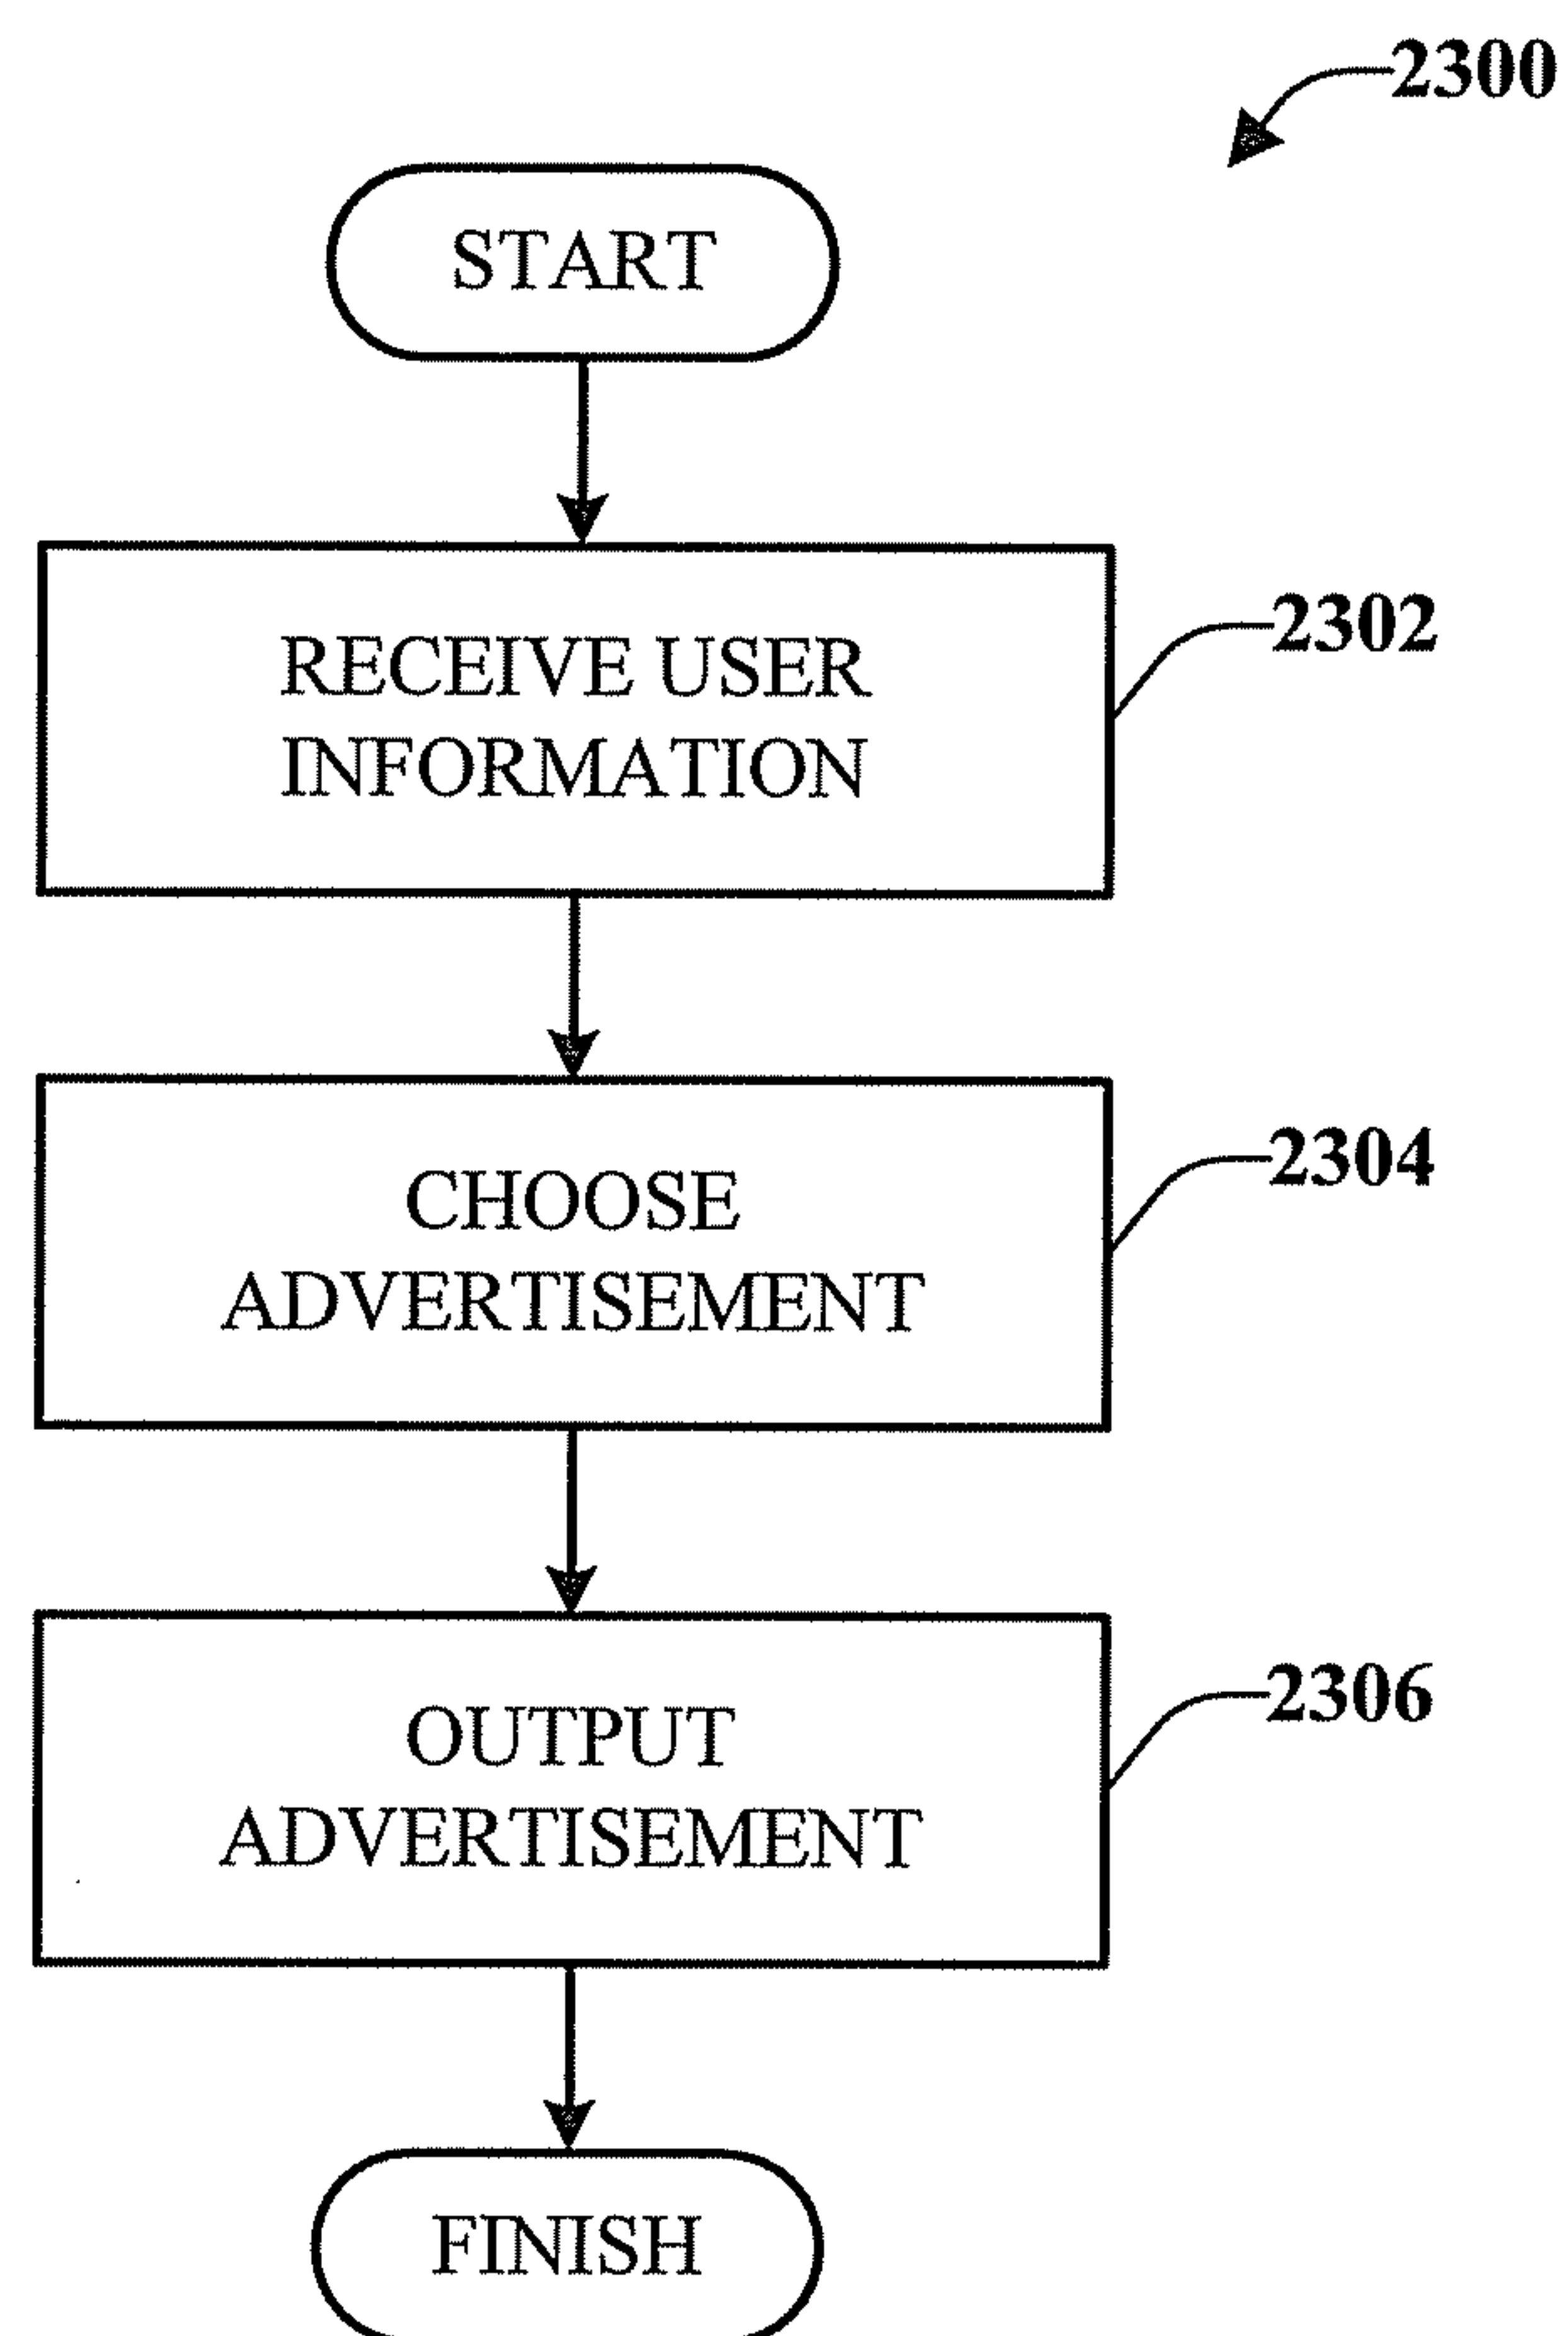 2300
START
RECEIVE USER
INFORMATION
2302
CHOOSE
ADVERTISEMENT
2304
OUTPUT
ADVERTISEMENT
2306
FINISH